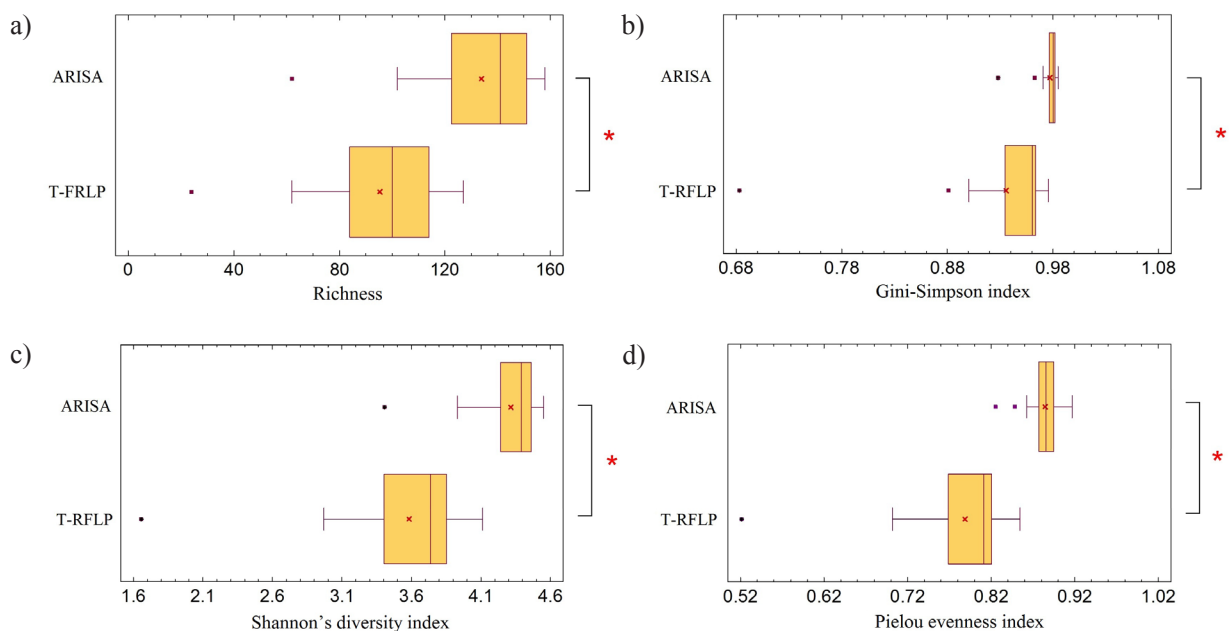 a)
ARISA
*
T-FRLP
0 40 80 120 160
Richness
b)
ARISA
*
T-RFLP
0.68 0.78 0.88 0.98 1.08
Gini-Simpson index
c)
ARISA
*
T-RFLP
1.6 2.1 2.6 3.1 3.6 4.1 4.6
Shannon's diversity index
d)
ARISA
*
T-RFLP
0.52 0.62 0.72 0.82 0.92 1.02
Pielou evenness index